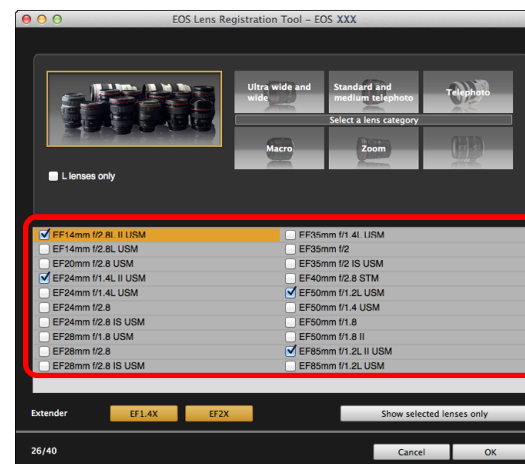 EOS Lens Registration Tool – EOS XXX
Ultra wide and wide
Standard and medium telephoto
Telephoto
Select a lens category
Macro
Zoom
L lenses only
EF14mm f/2.8L II USM
EF14mm f/2.8L USM
EF20mm f/2.8 USM
EF24mm f/1.4L II USM
EF24mm f/1.4L USM
EF24mm f/2.8
EF24mm f/2.8 IS USM
EF28mm f/1.8 USM
EF28mm f/2.8
EF28mm f/2.8 IS USM
EF35mm f/1.4L USM
EF35mm f/2
EF35mm f/2 IS USM
EF40mm f/2.8 STM
EF50mm f/1.2L USM
EF50mm f/1.4 USM
EF50mm f/1.8
EF50mm f/1.8 II
EF85mm f/1.2L II USM
EF85mm f/1.2L USM
Extender
EF1.4X
EF2X
Show selected lenses only
26/40
Cancel
OK